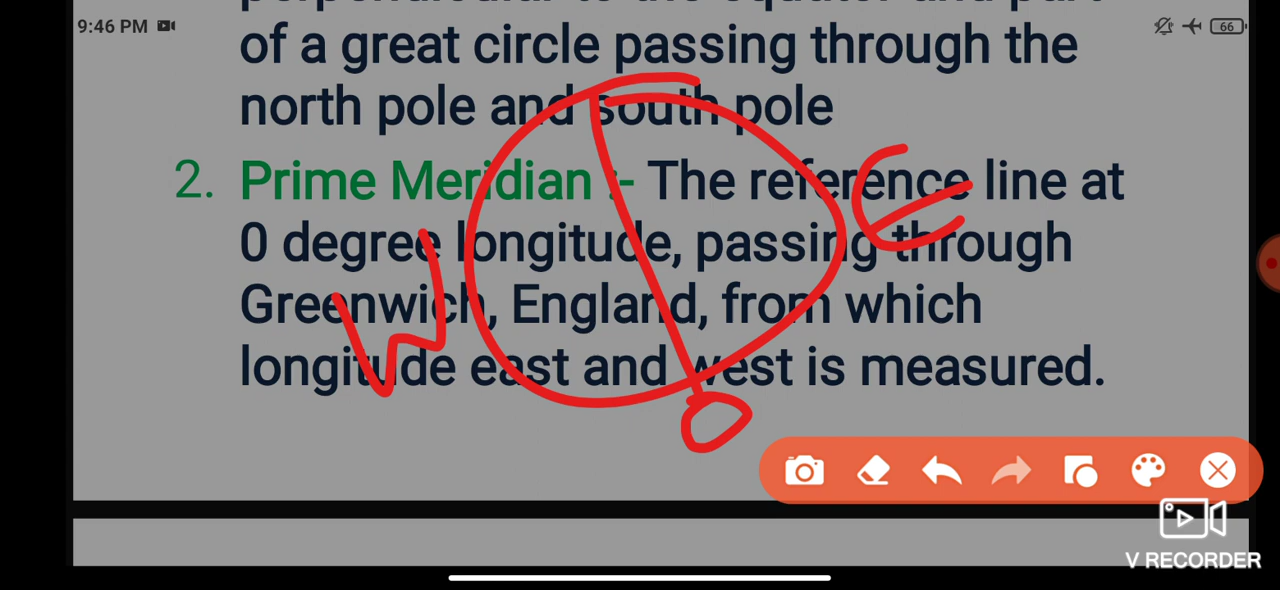 9:46 PM
66
of a great circle passing through the
north pole and south pole
2. Prime Meridian :- The reference line at
0 degree longitude, passing through
Greenwich, England, from which
longitude east and west is measured.
W
E
0
V RECORDER